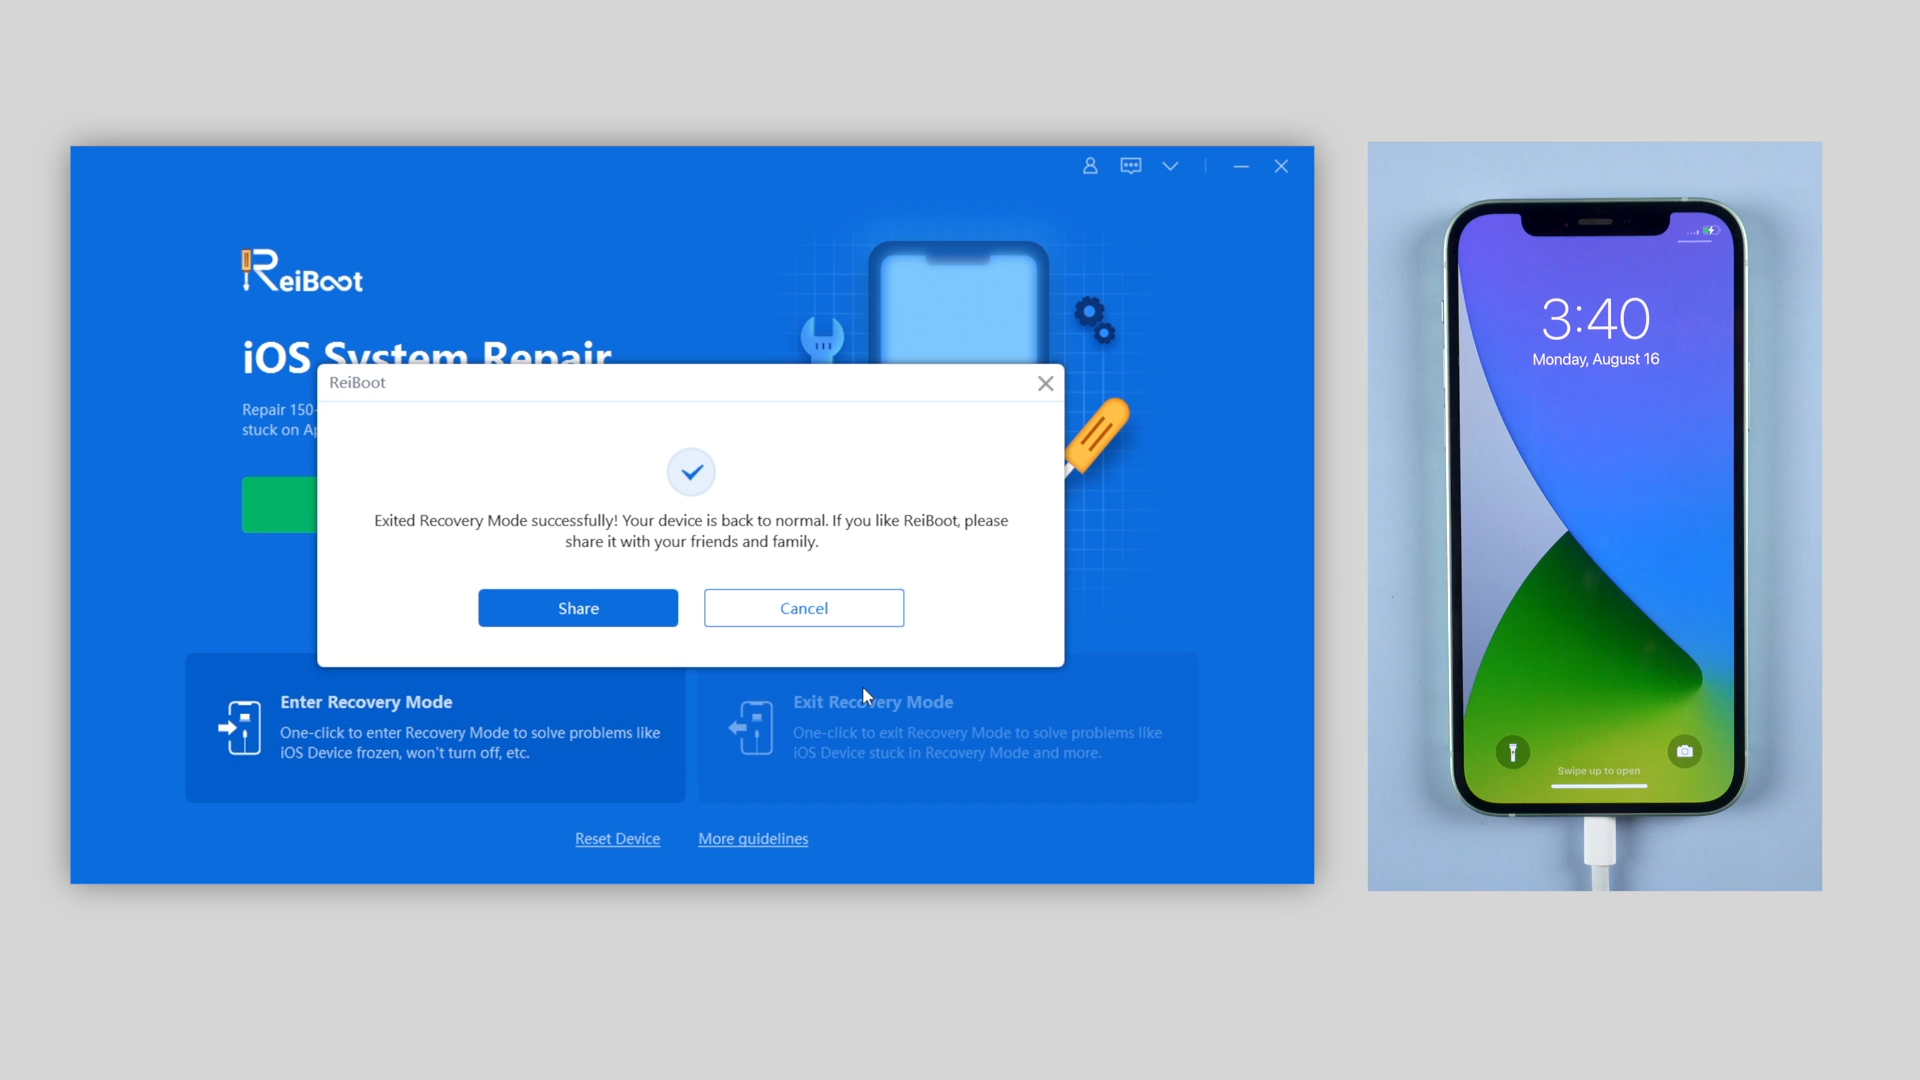 ReiBoot
iOS System Repair
Repair 150
stuck on Ap
ReiBoot
Exited Recovery Mode successfully! Your device is back to normal. If you like ReiBoot, please
share it with your friends and family.
Share
Cancel
Enter Recovery Mode
One-click to enter Recovery Mode to solve problems like
iOS Device frozen, won't turn off, etc.
Exit Recovery Mode
One-click to exit Recovery Mode to solve problems like
iOS Device stuck in Recovery Mode and more.
Reset Device
More guidelines
3:40
Monday, August 16
Swipe up to open